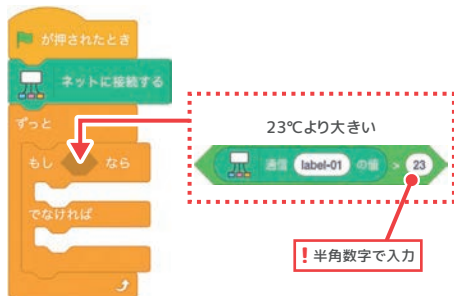 が押されたとき
ネットに接続する
ずっと
もし なら
でなければ
23℃より大きい
通信 label-01 の値 > 23
!半角数字で入力